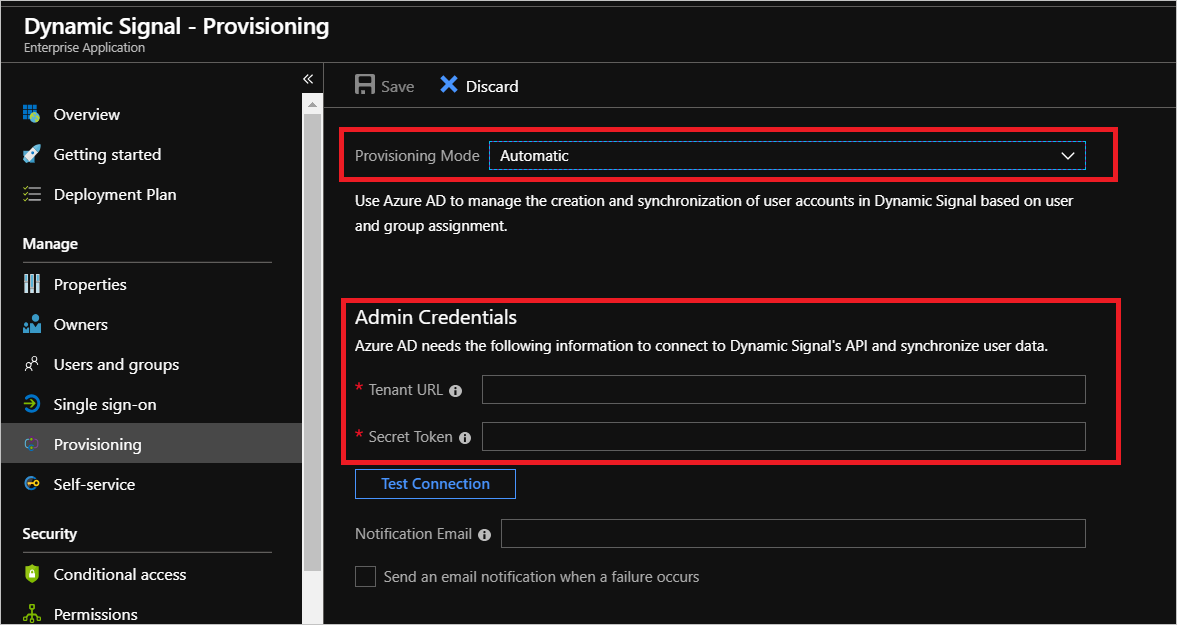 Dynamic Signal - Provisioning
Enterprise Application
«
Overview
Getting started
Deployment Plan
Manage
Properties
Owners
Users and groups
Single sign-on
Provisioning
Self-service
Security
Conditional access
Permissions
Save Discard
Provisioning Mode Automatic
Use Azure AD to manage the creation and synchronization of user accounts in Dynamic Signal based on user
and group assignment.
Admin Credentials
Azure AD needs the following information to connect to Dynamic Signal's API and synchronize user data.
* Tenant URL
* Secret Token
Test Connection
Notification Email
Send an email notification when a failure occurs